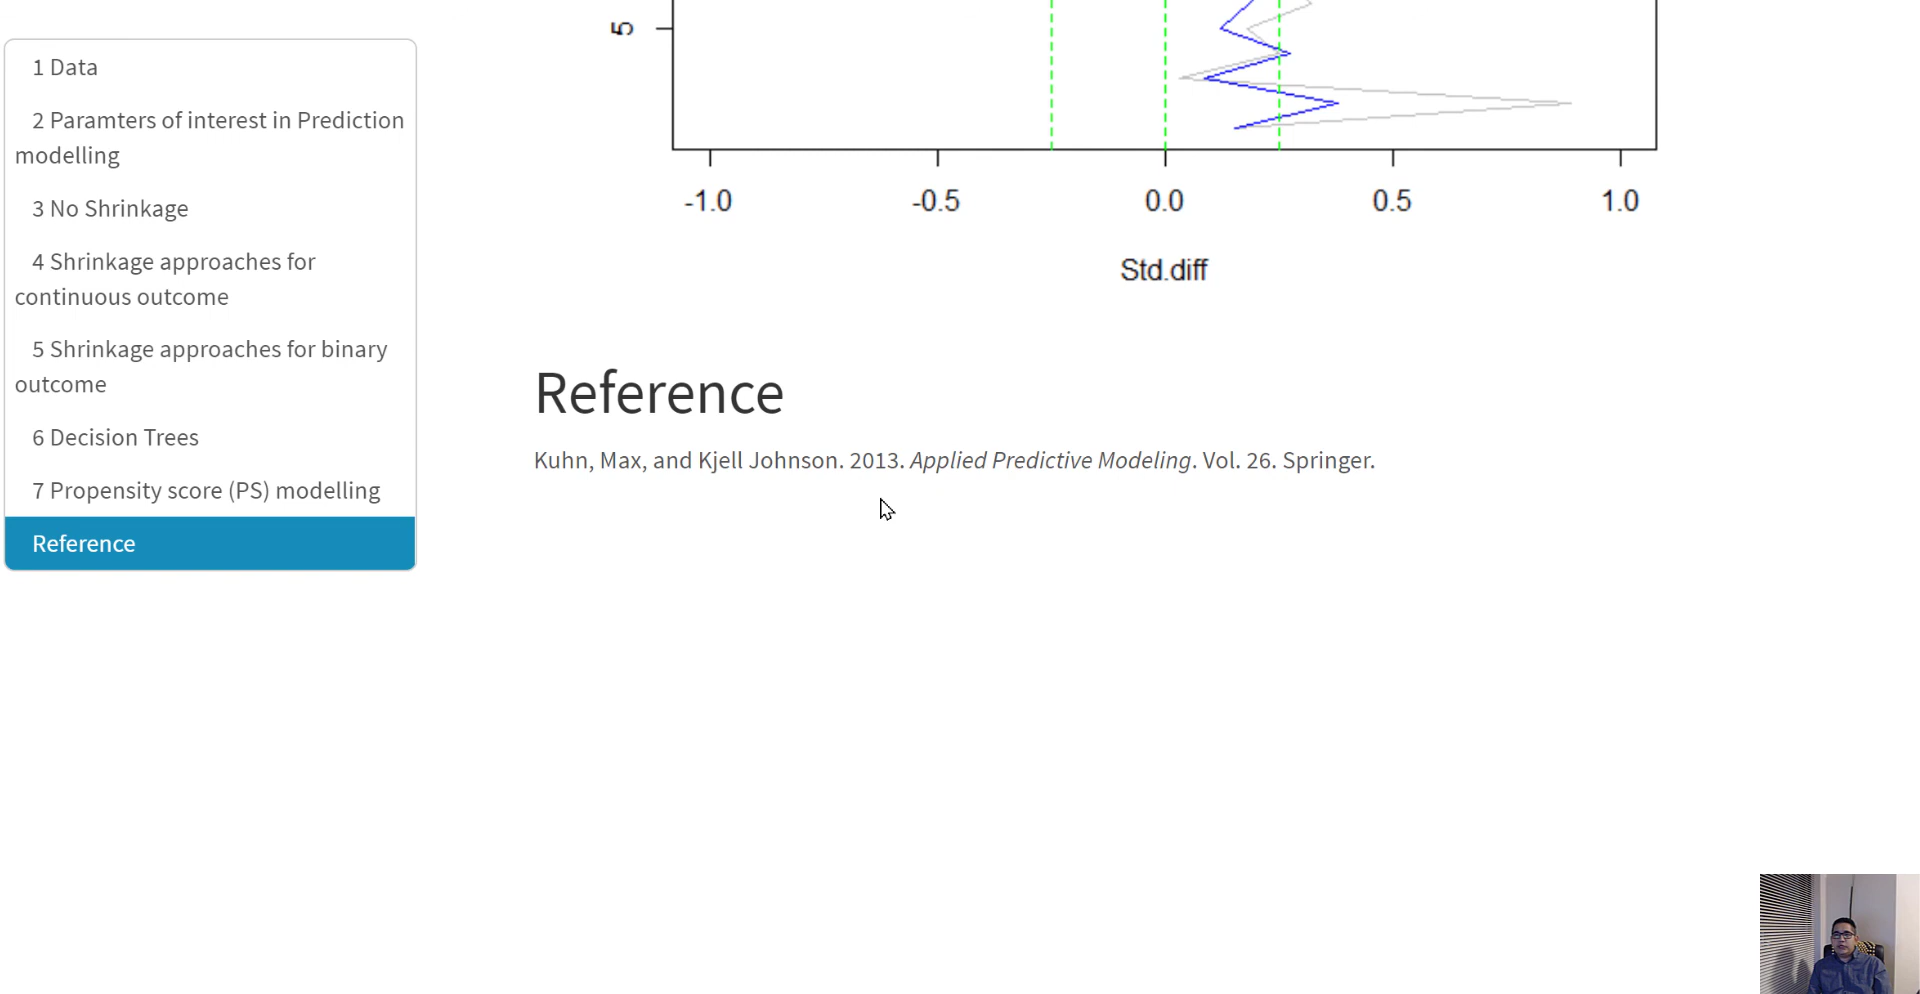 1 Data
2 Paramters of interest in Prediction
modelling
3 No Shrinkage
4 Shrinkage approaches for
continuous outcome
5 Shrinkage approaches for binary
outcome
6 Decision Trees
7 Propensity score (PS) modelling
Reference
5
-1.0 -0.5 0.0 0.5 1.0
Std.diff
Reference
Kuhn, Max, and Kjell Johnson. 2013. Applied Predictive Modeling. Vol. 26. Springer.